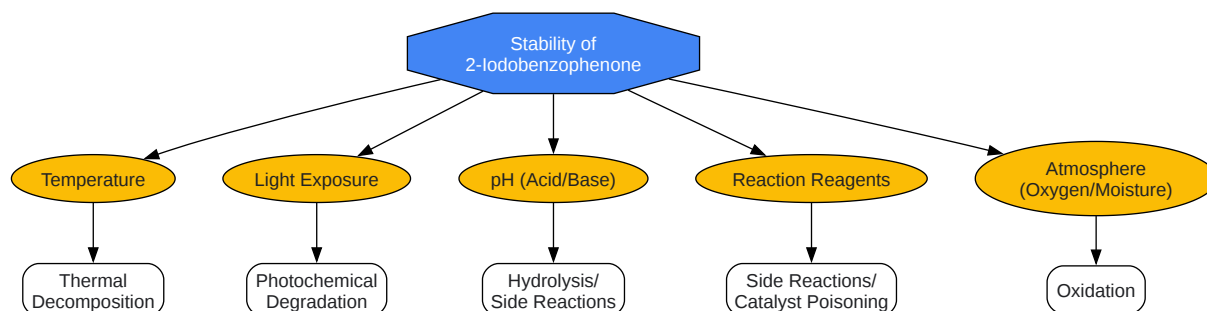 Stability of
2-Iodobenzophenone
Temperature
Light Exposure
pH (Acid/Base)
Reaction Reagents
Atmosphere
(Oxygen/Moisture)
Thermal
Decomposition
Photochemical
Degradation
Hydrolysis/
Side Reactions
Side Reactions/
Catalyst Poisoning
Oxidation